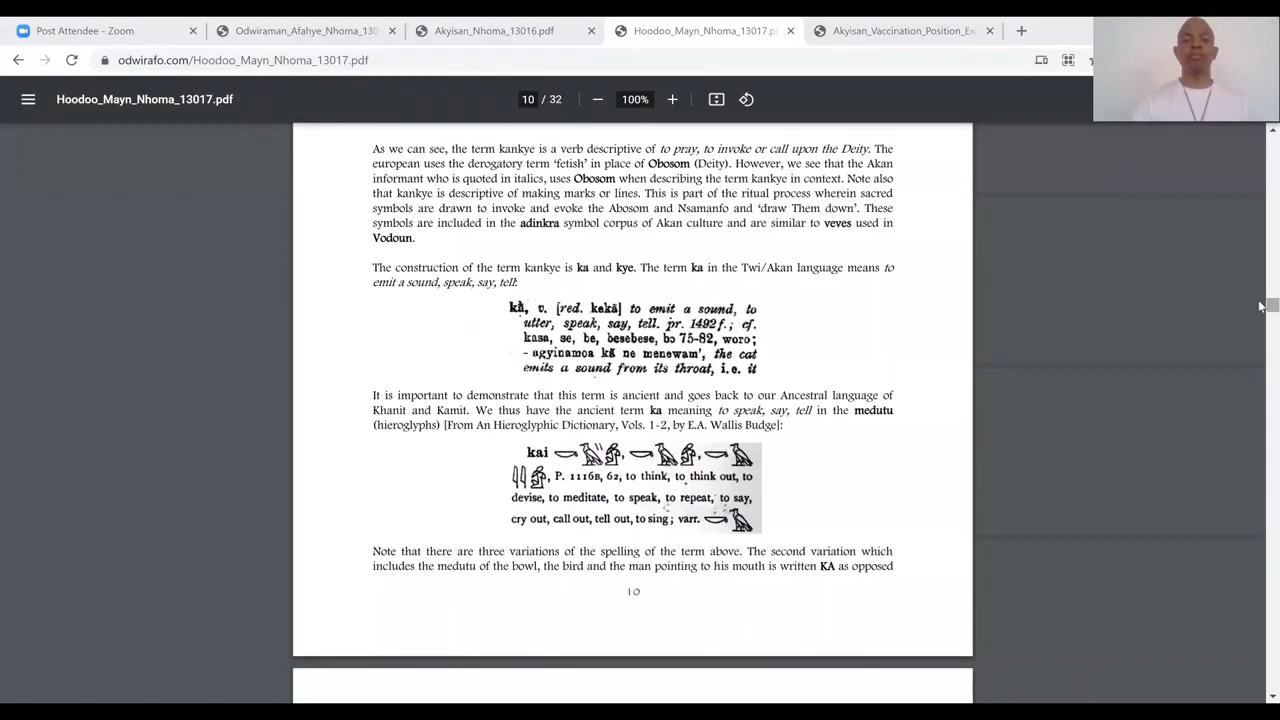 Post Attendee - Zoom
Odwiraman_Afahye_Nhoma_130
Akyisan_Nhoma_13016.pdf
Hoodoo_Mayn_Nhoma_13017.p
Akyisan_Vaccination_Position_Ex
odwirafo.com/Hoodoo_Mayn_Nhoma_13017.pdf
Hoodoo_Mayn_Nhoma_13017.pdf
10 / 32
100%
As we can see, the term kankye is a verb descriptive of to pray, to invoke or call upon the Deity. The
european uses the derogatory term ‘fetish’ in place of Obosom (Deity). However, we see that the Akan
informant who is quoted in italics, uses Obosom when describing the term kankye in context. Note also
that kankye is descriptive of making marks or lines. This is part of the ritual process wherein sacred
symbols are drawn to invoke and evoke the Abosom and Nsamanfo and ‘draw Them down’. These
symbols are included in the adinkra symbol corpus of Akan culture and are similar to veves used in
Vodoun.
The construction of the term kankye is ka and kye. The term ka in the Twi/Akan language means to
emit a sound, speak, say, tell:
kà, v. [red. kekã] to emit a sound, to
utter, speak, say, tell. pr. 1492 f.; cf.
kasa, se, be, besebese, bɔ 75-82, woro;
- agyinamoa kã ne menewam', the cat
emits a sound from its throat, i.e. it
It is important to demonstrate that this term is ancient and goes back to our Ancestral language of
Khanit and Kamit. We thus have the ancient term ka meaning to speak, say, tell in the medutu
(hieroglyphs) [From An Hieroglyphic Dictionary, Vols. 1-2, by E.A. Wallis Budge]:
kai
, P. 1116B, 62, to think, to think out, to
devise, to meditate, to speak, to repeat, to say,
cry out, call out, tell out, to sing; varr.
Note that there are three variations of the spelling of the term above. The second variation which
includes the medutu of the bowl, the bird and the man pointing to his mouth is written KA as opposed
10